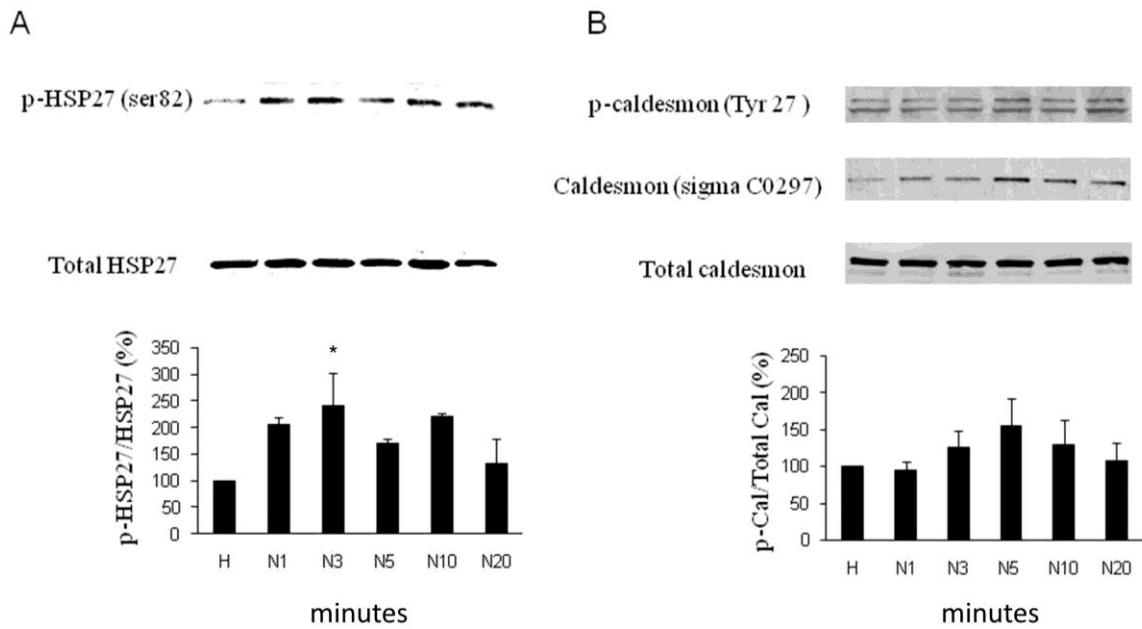 A
p-HSP27 (ser82)
Total HSP27
p-HSP27/HSP27 (%)
350
300
250
200
150
100
50
0
*
H N1 N3 N5 N10 N20
minutes
B
p-caldesmon (Tyr 27 )
Caldesmon (sigma C0297)
Total caldesmon
p-Cal/Total Cal (%)
250
200
150
100
50
0
H N1 N3 N5 N10 N20
minutes